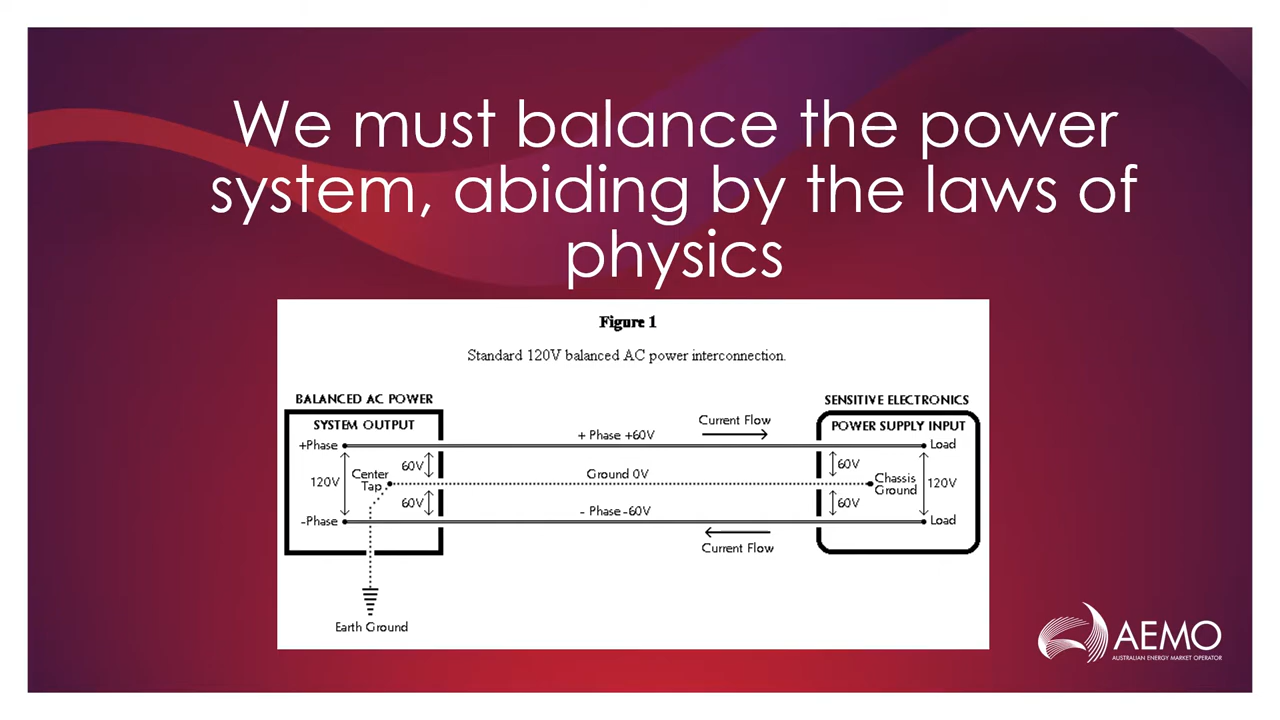 We must balance the power
system, abiding by the laws of
physics
Figure 1
Standard 120V balanced AC power interconnection.
BALANCED AC POWER
SENSITIVE ELECTRONICS
SYSTEM OUTPUT
POWER SUPPLY INPUT
Current Flow
+Phase
+ Phase +60V
Load
60V
60V
Center
Tap
Ground 0V
Chassis
Ground
120V
120V
60V
60V
- Phase -60V
-Phase
Load
Current Flow
Earth Ground
AEMO
AUSTRALIAN ENERGY MARKET OPERATOR